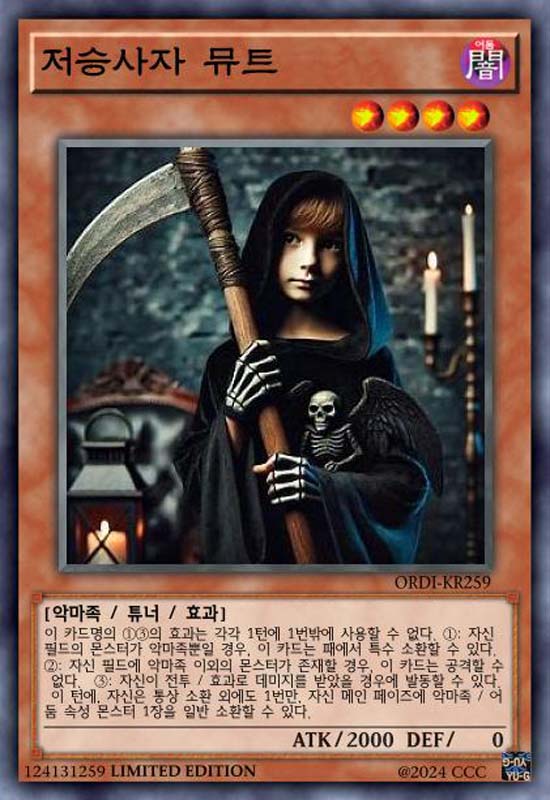 저승사자 뮤트
어둠
闇
ORDI-KR259
[악마족 / 튜너 / 효과]
이 카드명의 ①③의 효과는 각각 1턴에 1번밖에 사용할 수 없다. ①: 자신
필드의 몬스터가 악마족뿐일 경우, 이 카드는 패에서 특수 소환할 수 있다.
②: 자신 필드에 악마족 이외의 몬스터가 존재할 경우, 이 카드는 공격할 수
없다. ③: 자신이 전투 / 효과로 데미지를 받았을 경우에 발동할 수 있다.
이 턴에, 자신은 통상 소환 외에도 1번만, 자신 메인 페이즈에 악마족 / 어
둠 속성 몬스터 1장을 일반 소환할 수 있다.
ATK/2000 DEF/ 0
124131259 LIMITED EDITION @2024 CCC